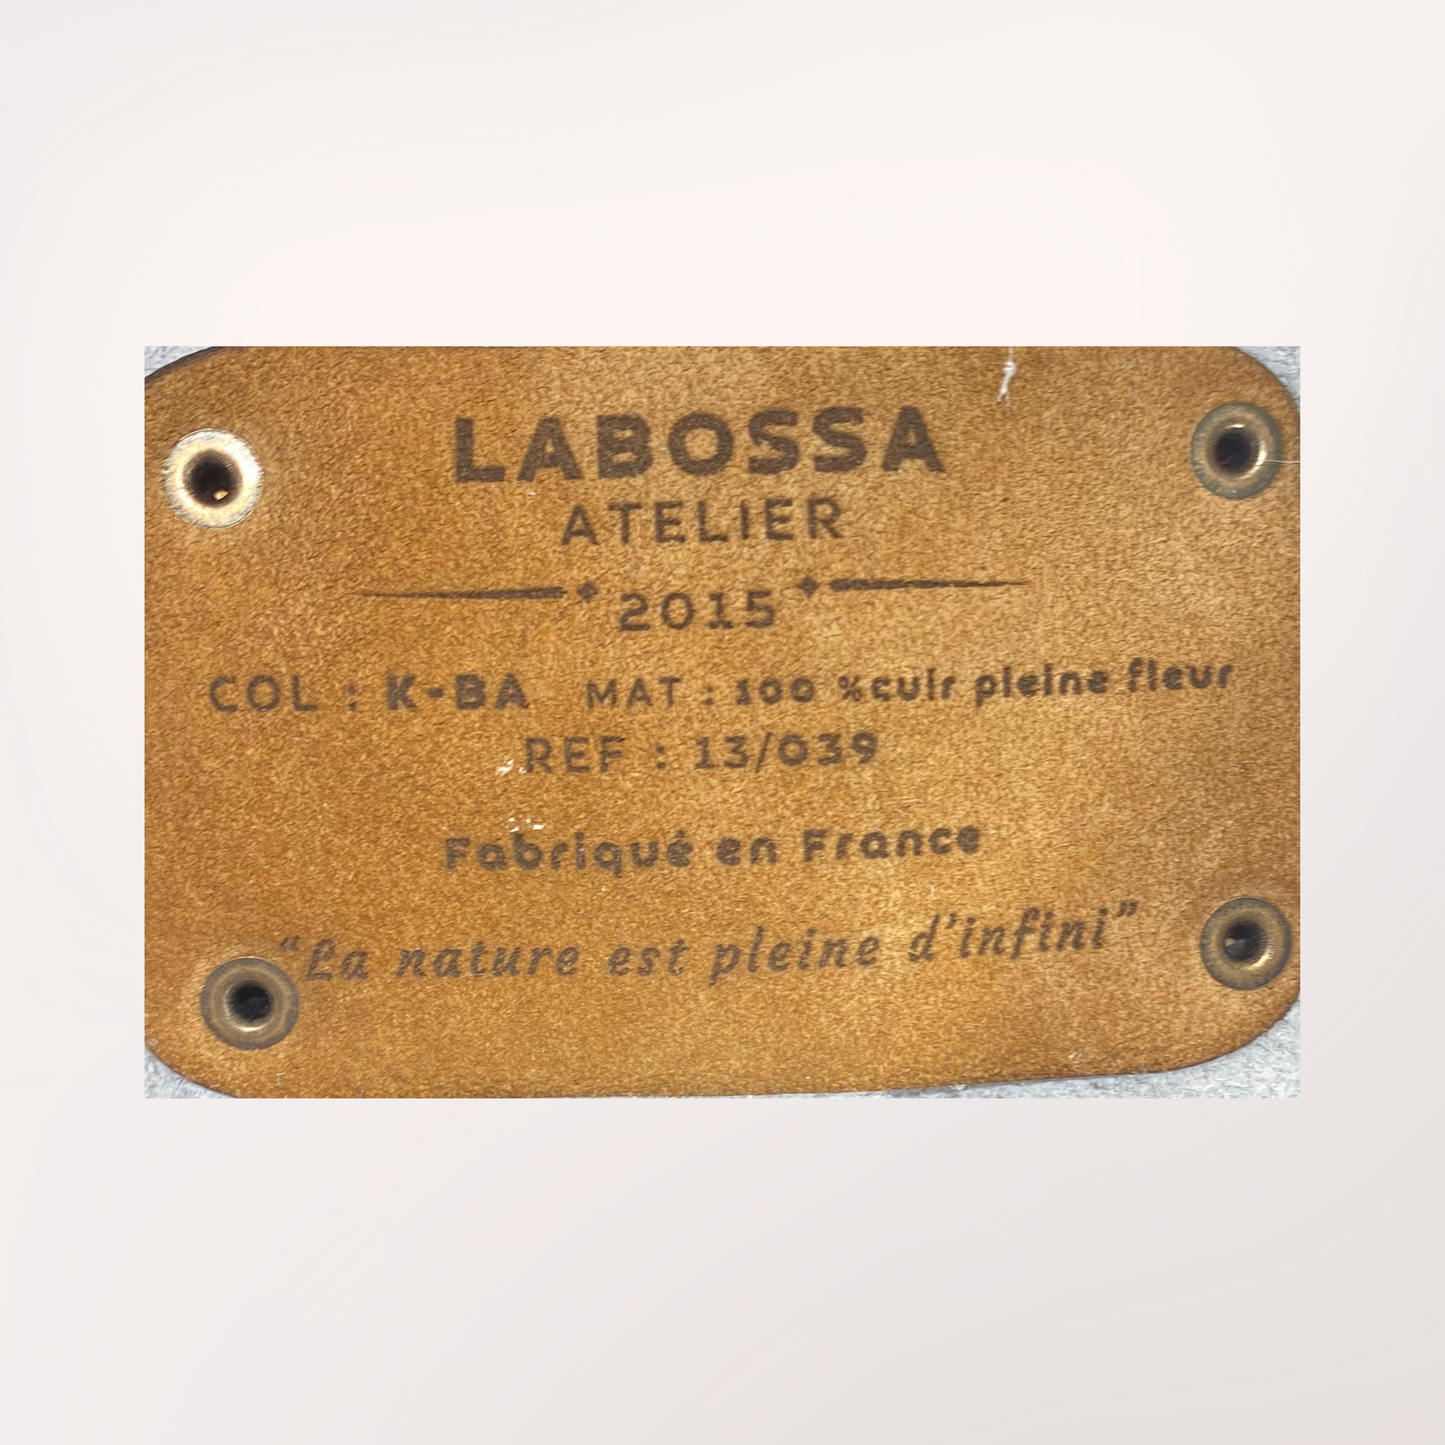 LABOSSA
ATELIER
2015
COL : K-BA MAT : 100 %cuir pleine fleur
REF : 13/039
Fabriqué en France
“La nature est pleine d’infini”